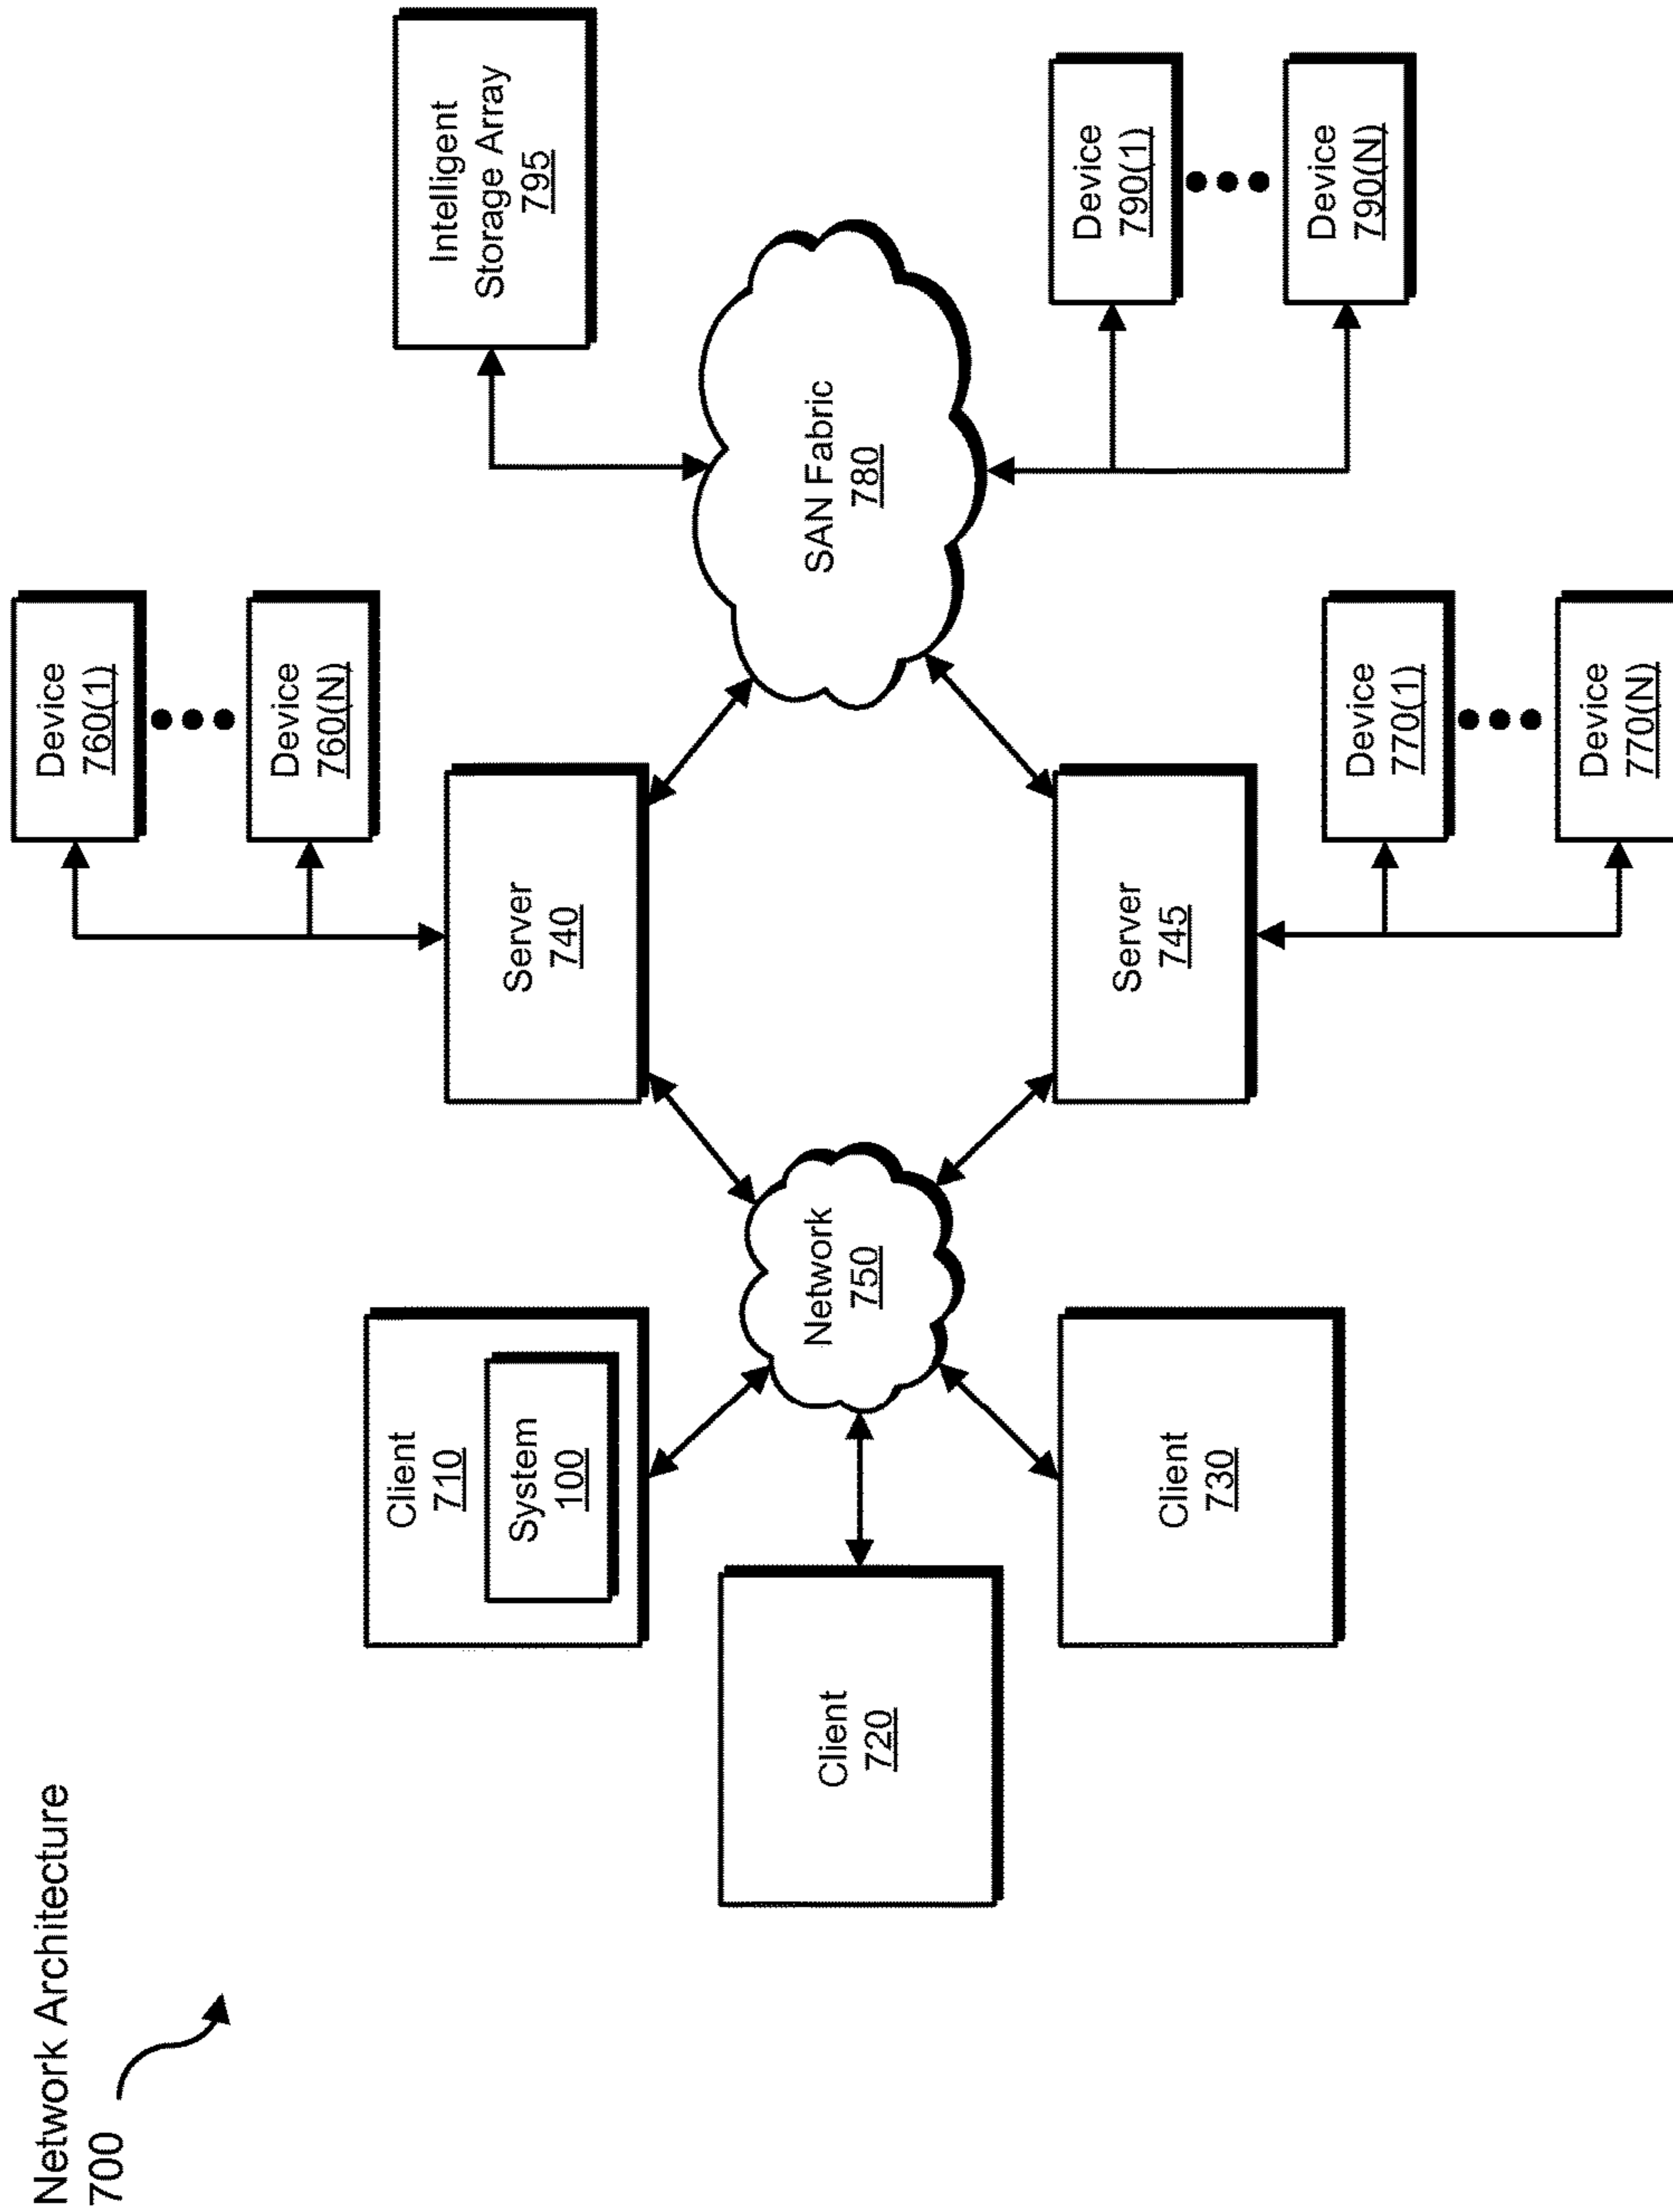 Network Architecture
700
Client
710
System
100
Client
720
Client
730
Network
750
Device
760(1)
Device
760(N)
Server
740
Server
745
Device
770(1)
Device
770(N)
SAN Fabric
780
Intelligent
Storage Array
795
Device
790(1)
Device
790(N)